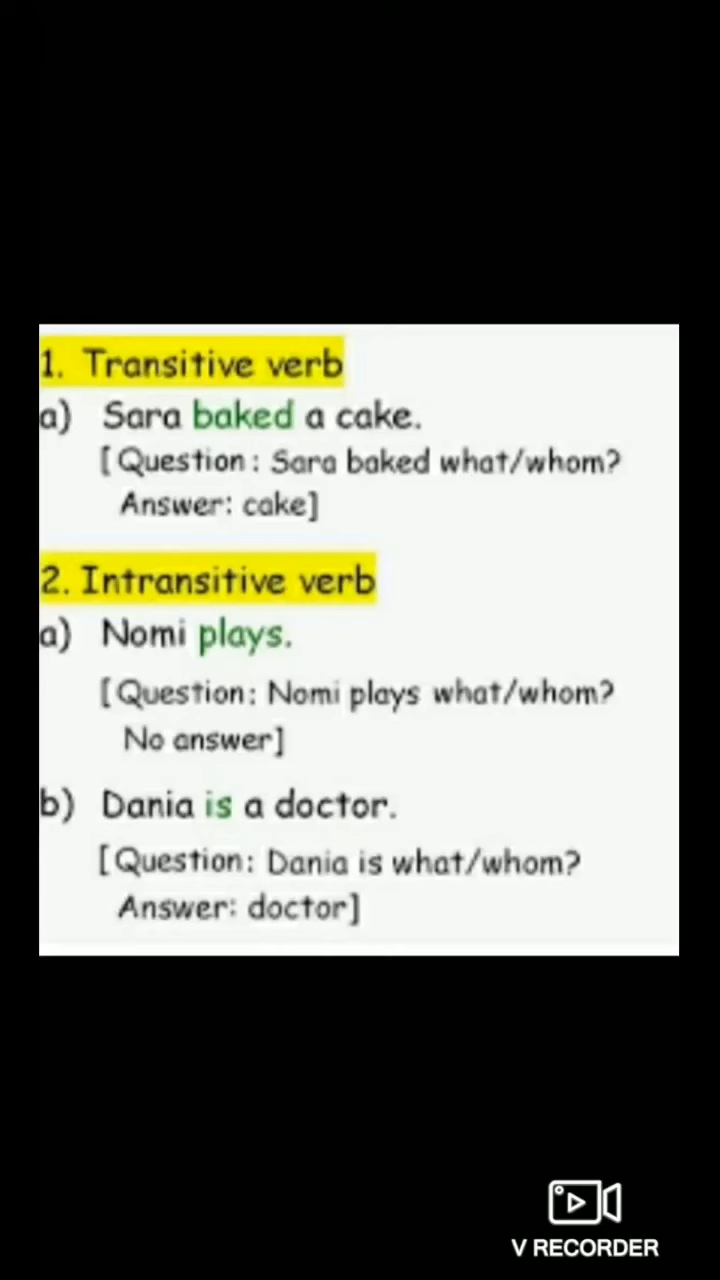 1. Transitive verb
a) Sara baked a cake.
[Question: Sara baked what/whom?
Answer: cake]
2. Intransitive verb
a) Nomi plays.
[Question: Nomi plays what/whom?
No answer]
b) Dania is a doctor.
[Question: Dania is what/whom?
Answer: doctor]
V RECORDER